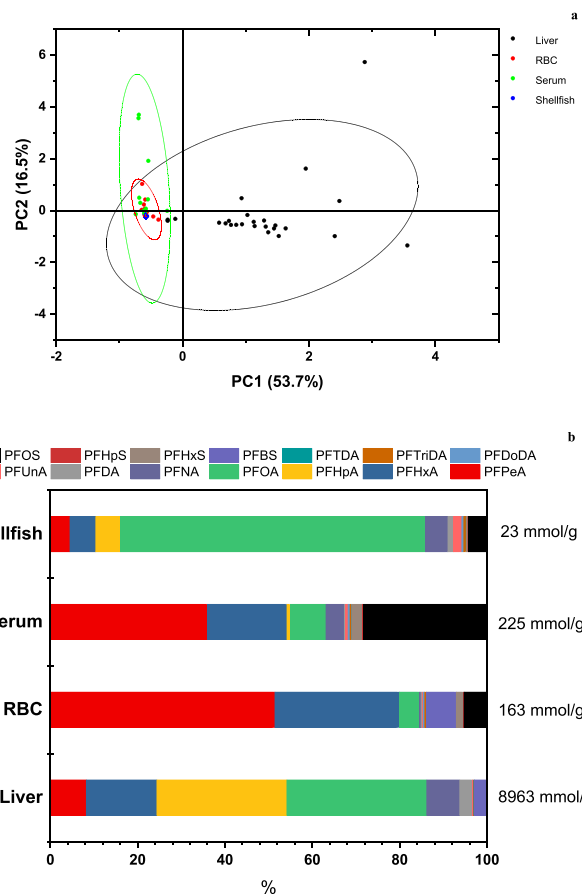 a
Liver
RBC
Serum
Shellfish
6
4
2
0
-2
-4
-2 0 2 4
PC2 (16.5%)
PC1 (53.7%)
b
PFOS PFHpS PFHxS PFBS PFTDA PFTriDA PFDoDA
PFUnA PFDA PFNA PFOA PFHpA PFHxA PFPeA
llfish 23 mmol/g
erum 225 mmol/g
RBC 163 mmol/g
Liver 8963 mmol/
0 20 40 60 80 100
%